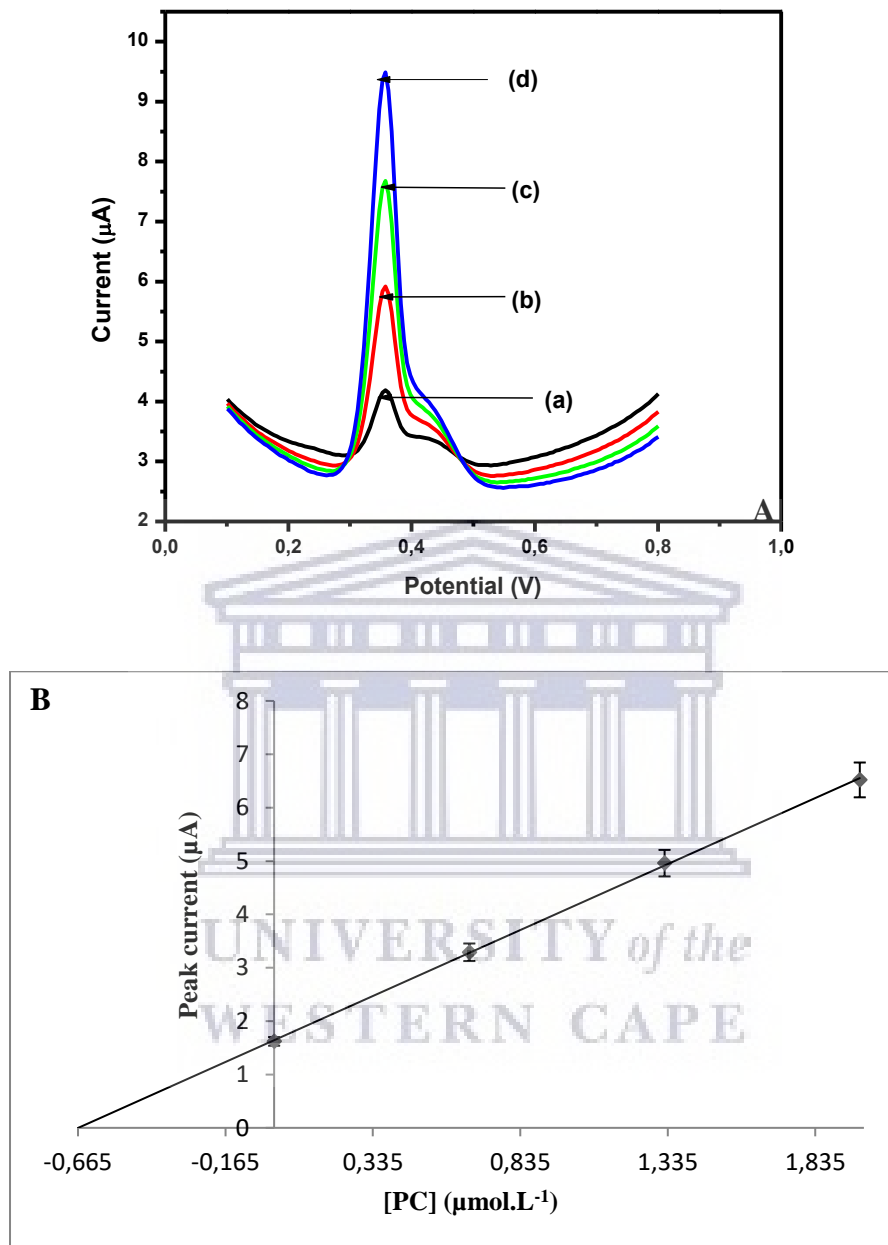 10
9
8
7
6
5
4
3
2
Current (µA)
(d)
(c)
(b)
(a)
A
0,0 0,2 0,4 0,6 0,8 1,0
Potential (V)
B
8
7
6
5
4
3
2
1
0
Peak current (µA)
UNIVERSITY of the
WESTERN CAPE
-0,665 -0,165 0,335 0,835 1,335 1,835
[PC] (µmol.L⁻¹)